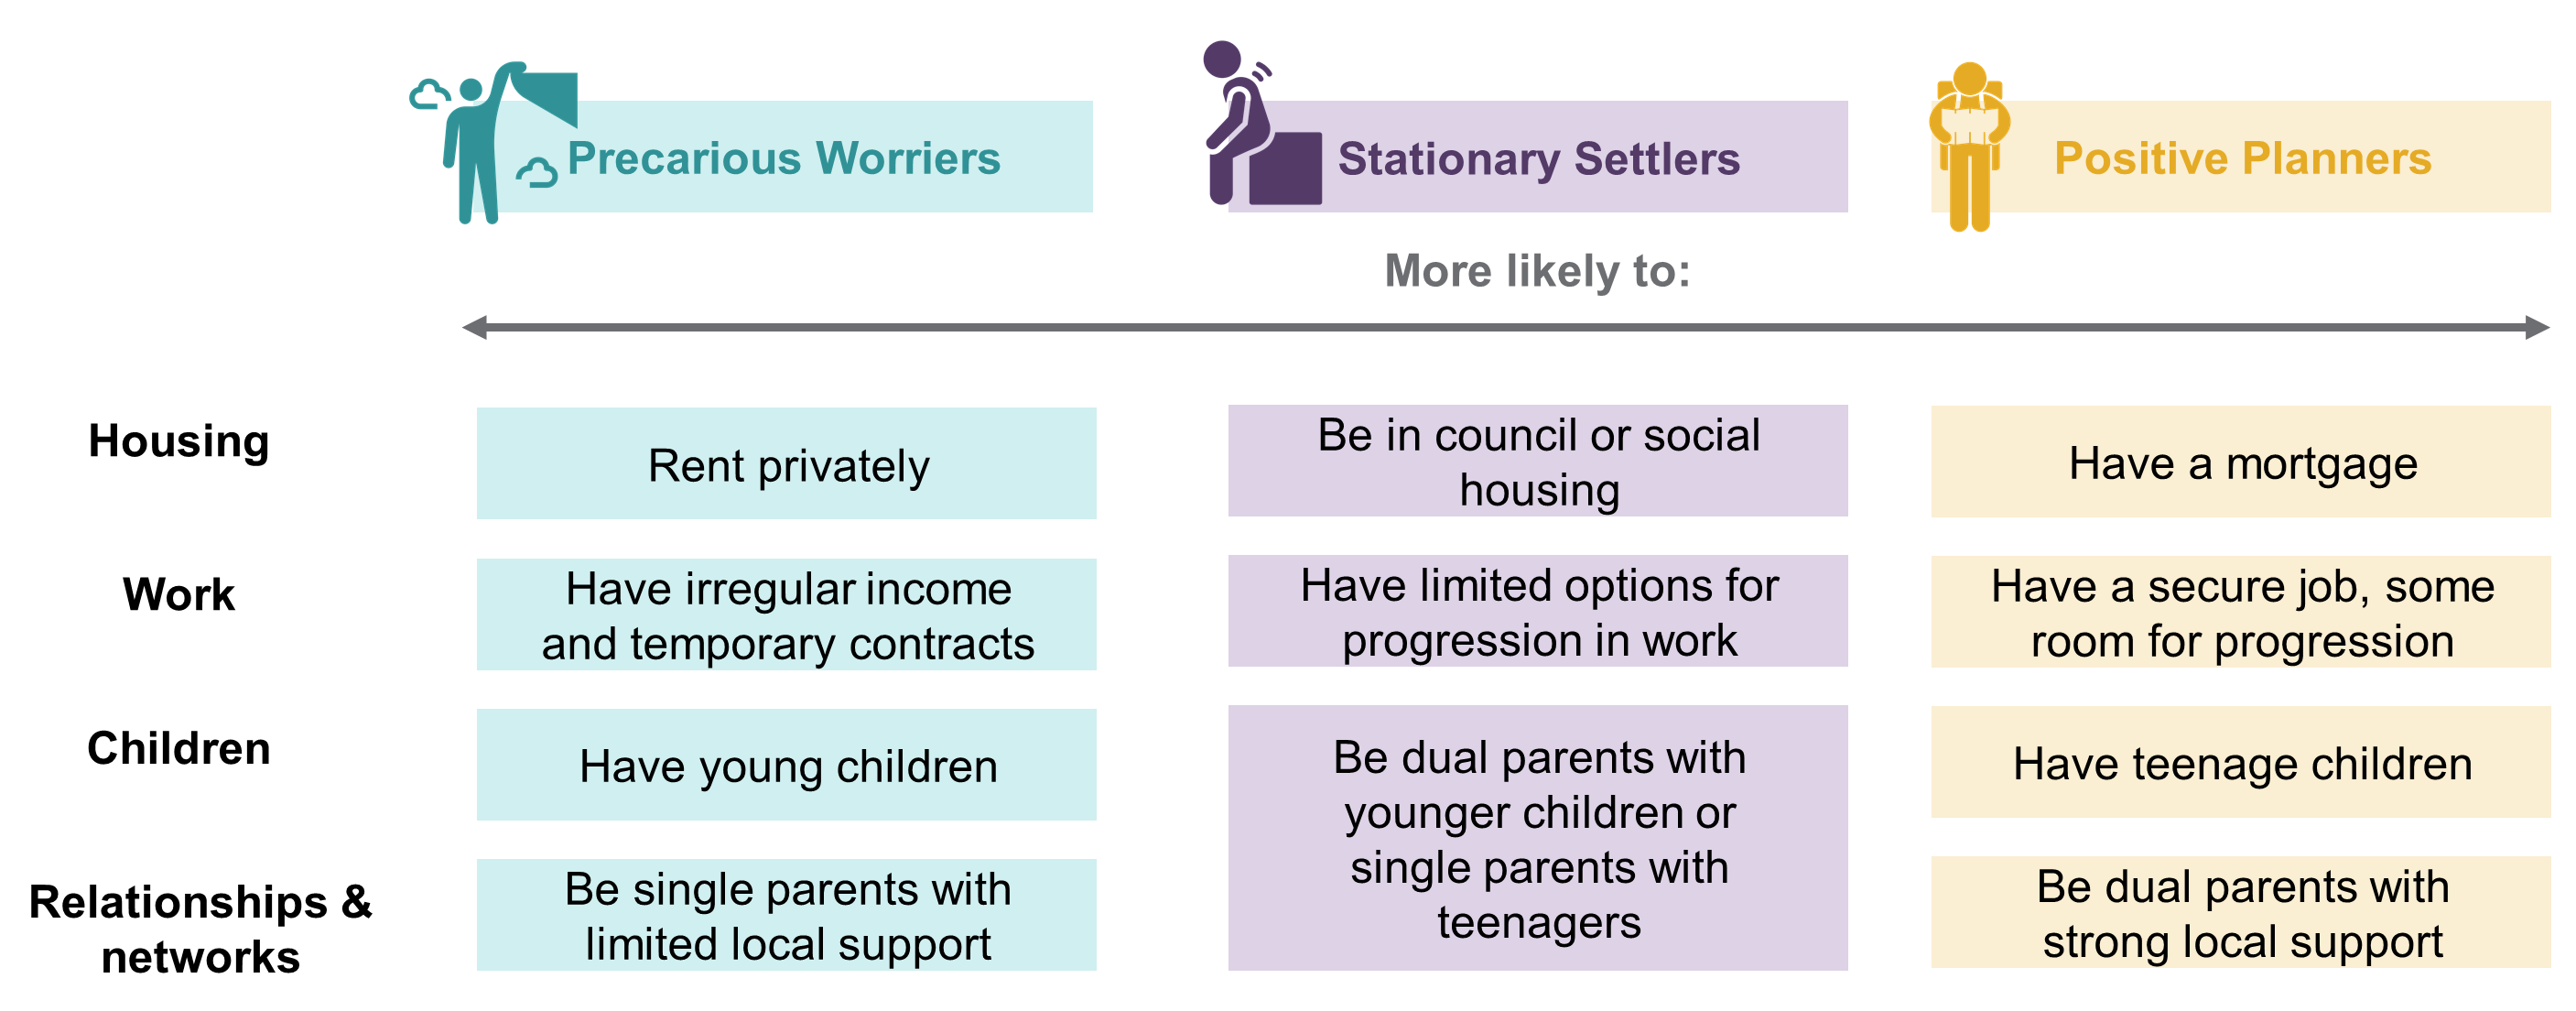 Precarious Worriers
Stationary Settlers
Positive Planners
More likely to:
Housing
Rent privately
Be in council or social
housing
Have a mortgage
Work
Have irregular income
and temporary contracts
Have limited options for
progression in work
Have a secure job, some
room for progression
Children
Have young children
Be dual parents with
younger children or
single parents with
teenagers
Have teenage children
Relationships &
networks
Be single parents with
limited local support
Be dual parents with
strong local support